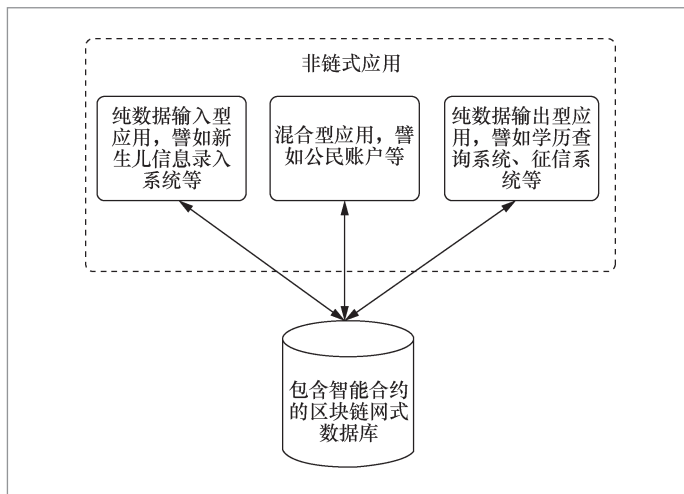 非链式应用
纯数据输入型
应用，譬如新
生儿信息录入
系统等
混合型应用，譬
如公民账户等
纯数据输出型应
用，譬如学历查
询系统、征信系
统等
包含智能合约
的区块链网式
数据库